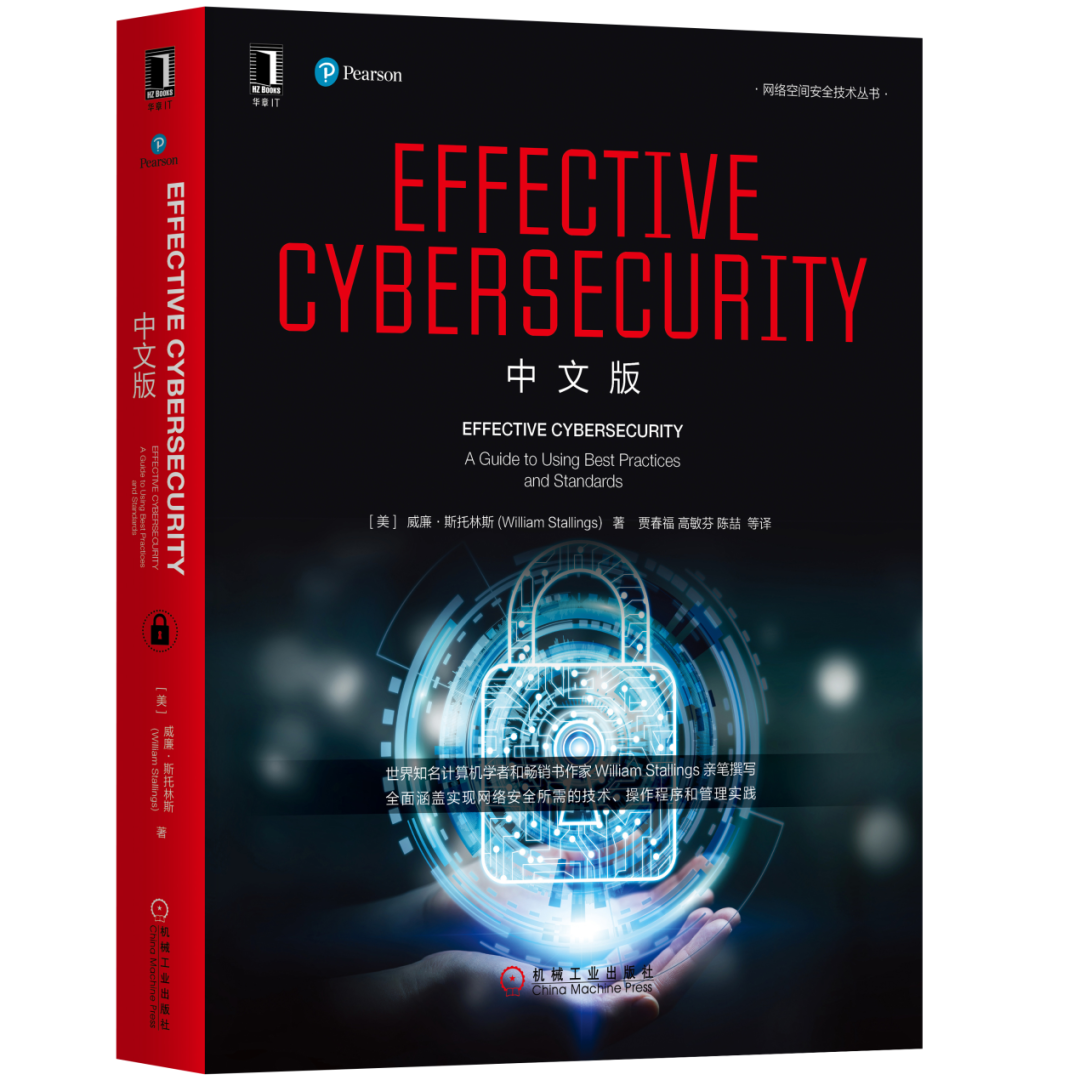 HZ BOOKS
华章IT
Pearson
EFFECTIVE CYBERSECURITY
中文版
EFFECTIVE CYBERSECURITY
A Guide to Using Best Practices
and Standards
[美] 威廉·斯托林斯
(William Stallings) 著
机械工业出版社
China Machine Press
HZ BOOKS
华章IT
Pearson
·网络空间安全技术丛书·
EFFECTIVE
CYBERSECURITY
中文版
EFFECTIVE CYBERSECURITY
A Guide to Using Best Practices
and Standards
[美] 威廉·斯托林斯 (William Stallings) 著 贾春福 高敏芬 陈喆 等译
世界知名计算机学者和畅销书作家 William Stallings 亲笔撰写
全面涵盖实现网络安全所需的技术、操作程序和管理实践
机械工业出版社
China Machine Press